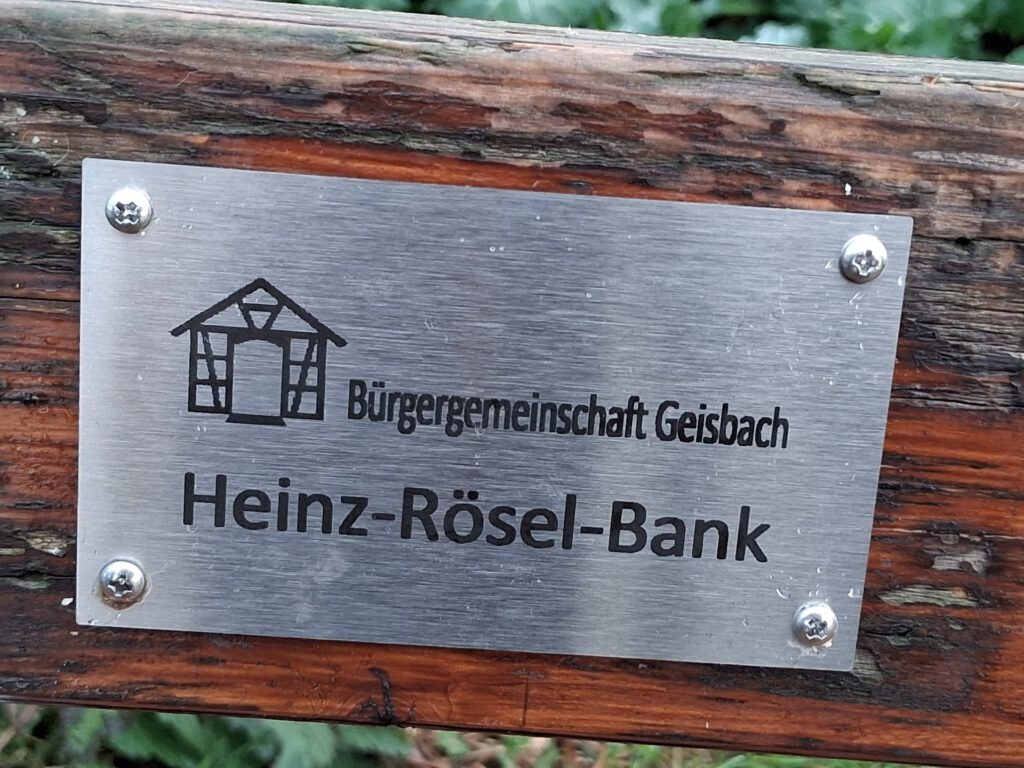 Bürgergemeinschaft Geisbach
Heinz-Rösel-Bank